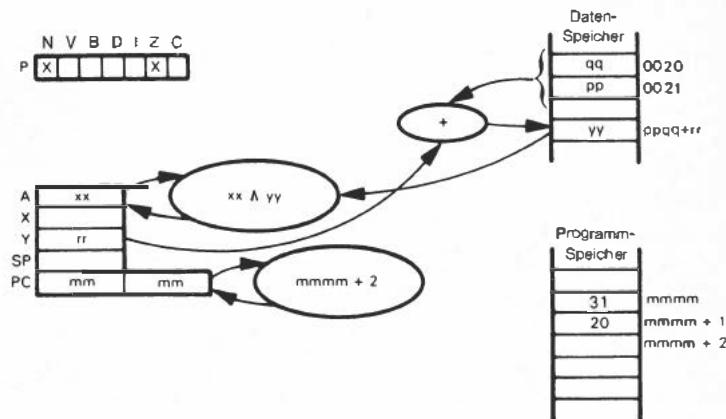 N V B D I Z C
P X X
Daten-
Speicher
qq 0020
pp 0021
+
yy ppqq+rr
A xx
xx Λ yy
X
Y rr
SP
PC mm mm
mmmm + 2
Programm-
Speicher
31 mmmm
20 mmmm + 1
mmmm + 2